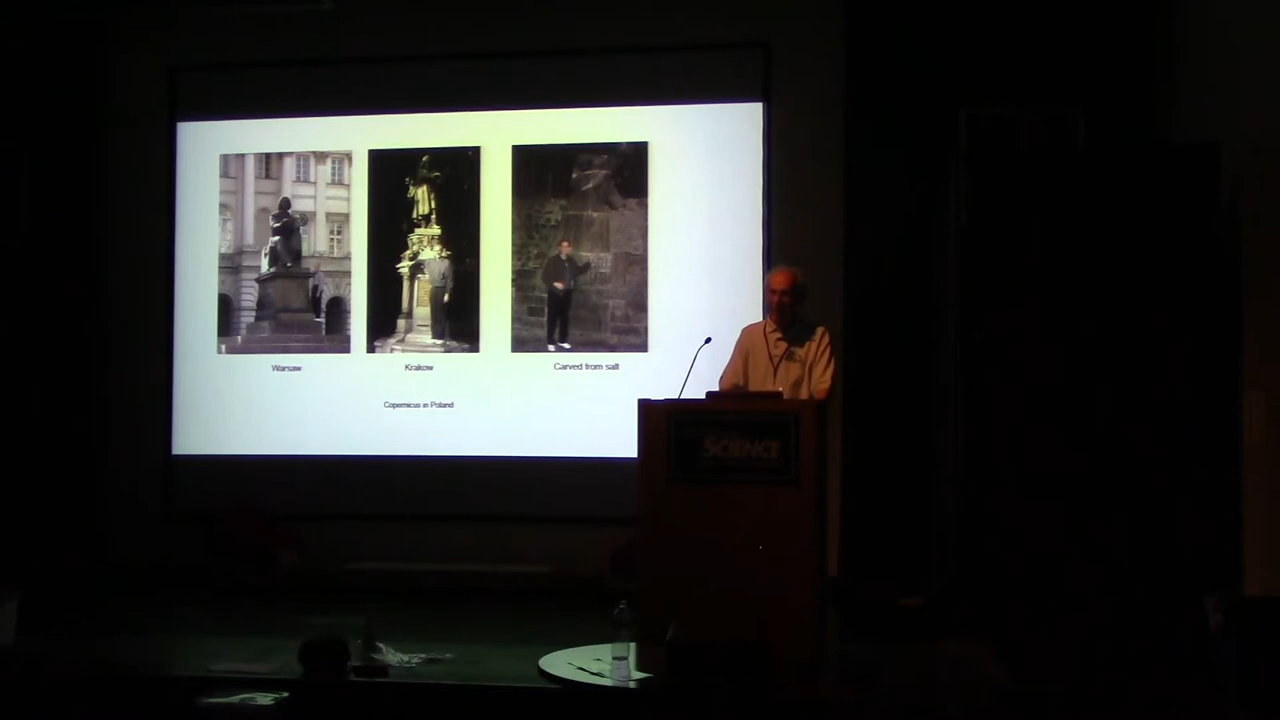 Warsaw
Krakow
Carved from salt
Copernicus in Poland
SCIENCE